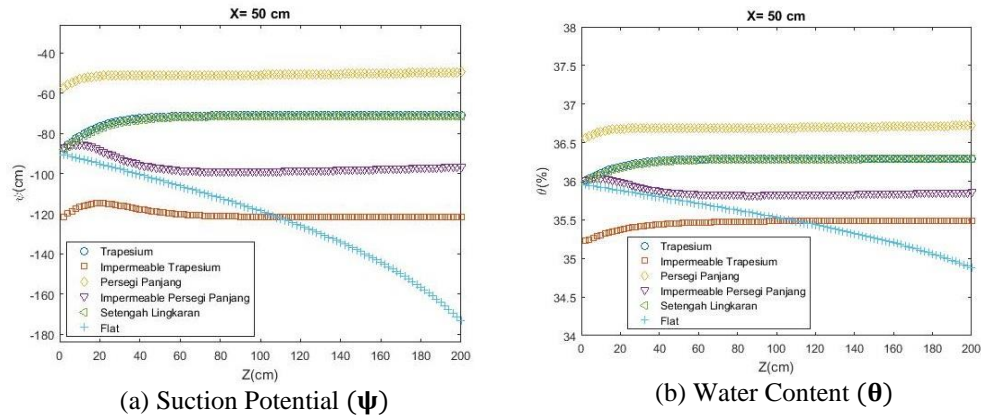 X= 50 cm
-40
-60
-80
-100
-120
-140
-160
-180
ψ(cm)
0 20 40 60 80 100 120 140 160 180 200
Z(cm)
Trapesium
Impermeable Trapesium
Persegi Panjang
Impermeable Persegi Panjang
Setengah Lingkaran
Flat
(a) Suction Potential (ψ)
X= 50 cm
38
37.5
37
36.5
36
35.5
35
34.5
34
θ(%)
0 20 40 60 80 100 120 140 160 180 200
Z(cm)
Trapesium
Impermeable Trapesium
Persegi Panjang
Impermeable Persegi Panjang
Setengah Lingkaran
Flat
(b) Water Content (θ)